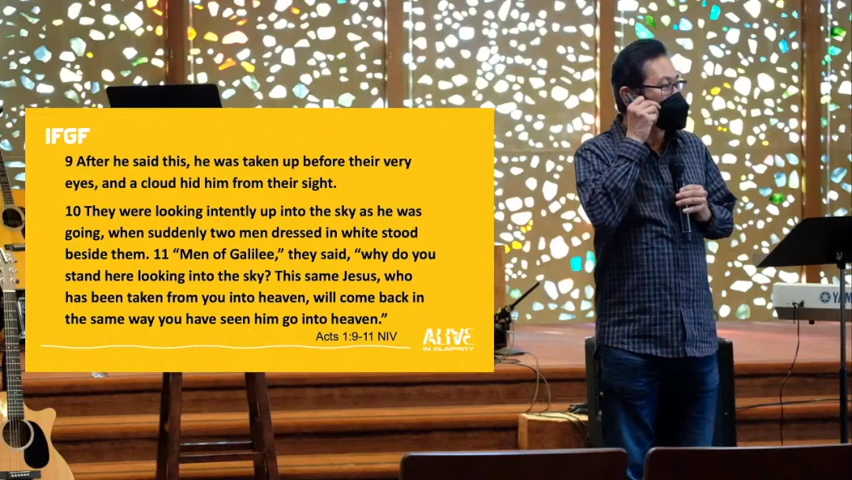 IFGF
9 After he said this, he was taken up before their very
eyes, and a cloud hid him from their sight.
10 They were looking intently up into the sky as he was
going, when suddenly two men dressed in white stood
beside them. 11 “Men of Galilee,” they said, “why do you
stand here looking into the sky? This same Jesus, who
has been taken from you into heaven, will come back in
the same way you have seen him go into heaven.”
Acts 1:9-11 NIV
ALIVE
YAM